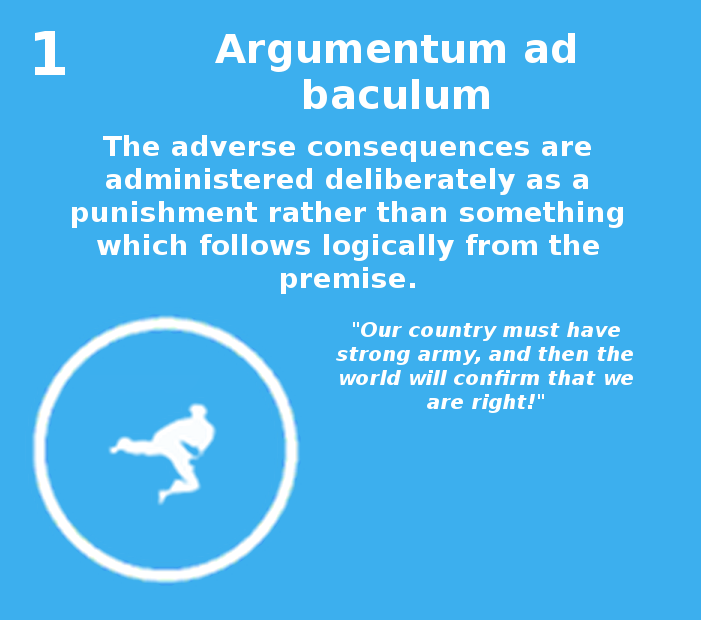 1
Argumentum ad
baculum
The adverse consequences are
administered deliberately as a
punishment rather than something
which follows logically from the
premise.
"Our country must have
strong army, and then the
world will confirm that we
are right!"